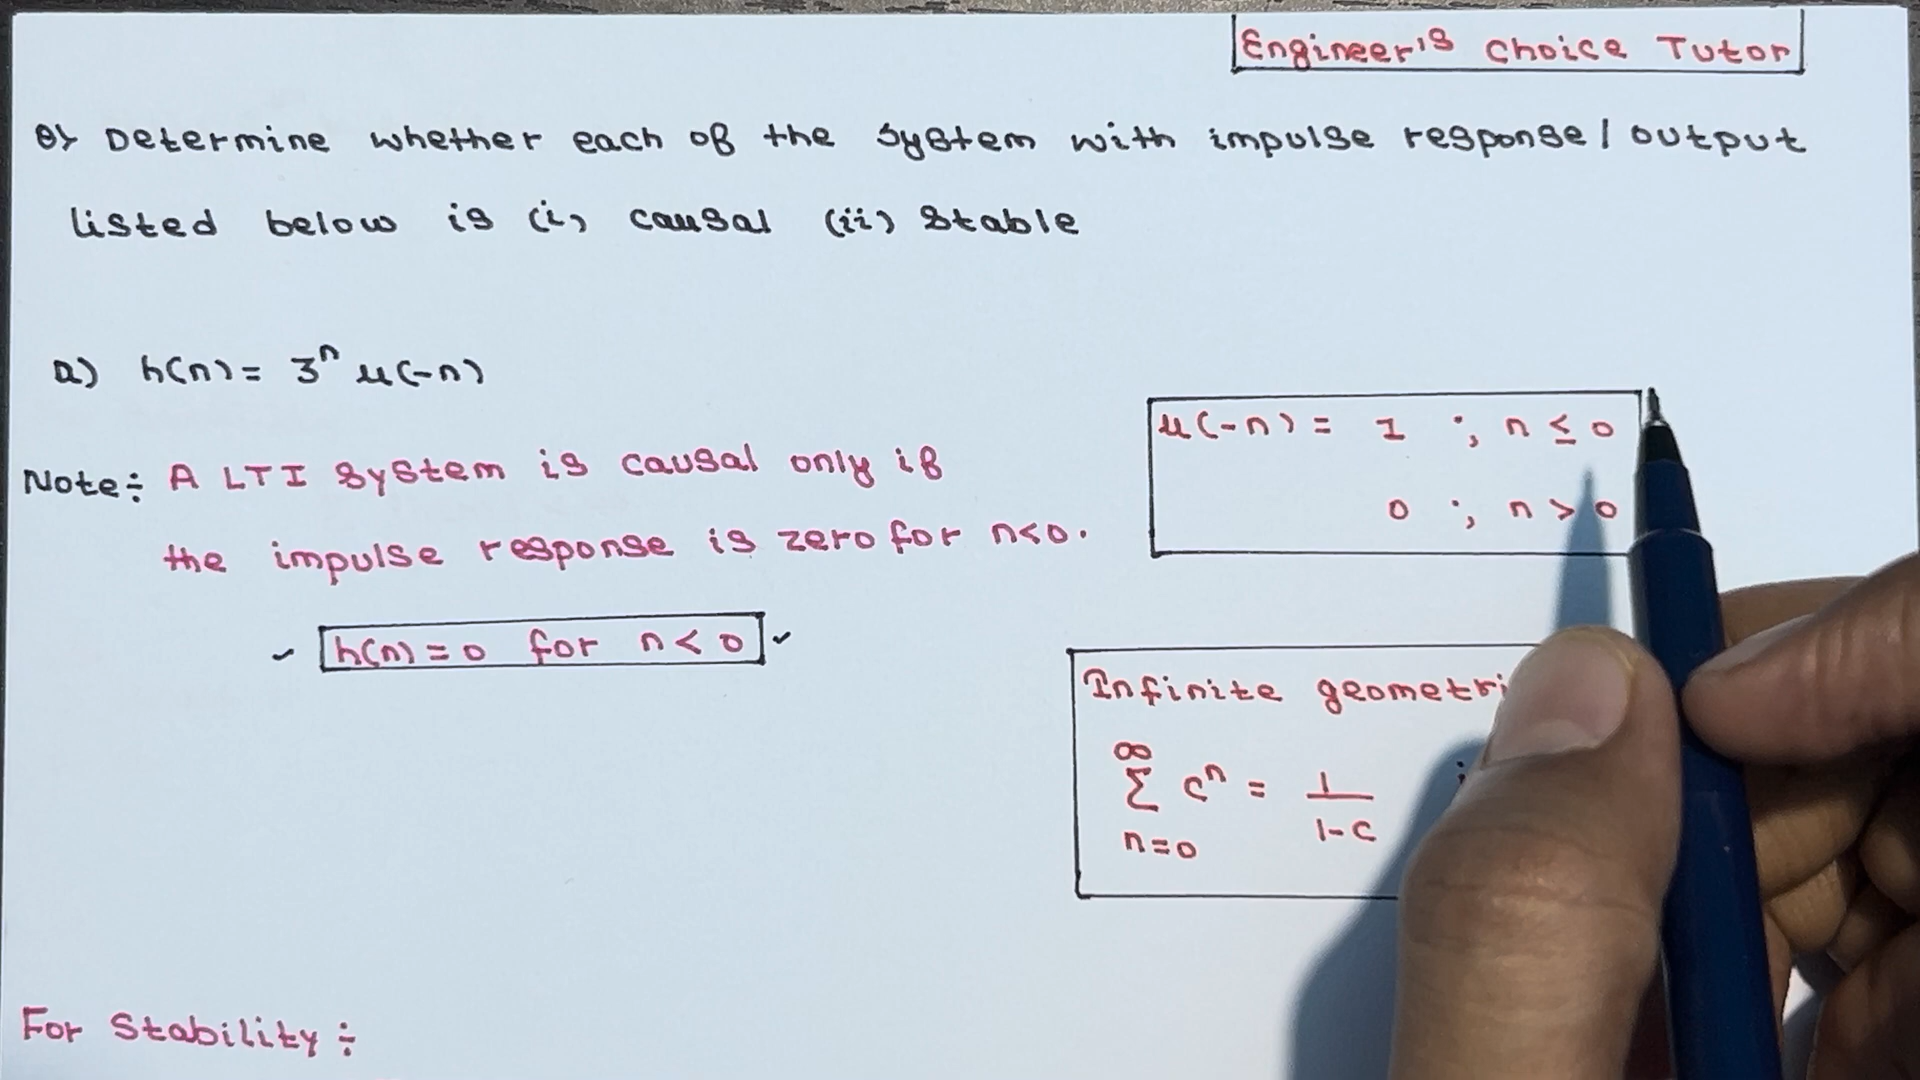 Engineer's Choice Tutor
Q) Determine whether each of the system with impulse response / output
listed below is (i) causal (ii) stable
a) h(n) = 3ⁿ u(-n)
Note:- A LTI system is causal only if
the impulse response is zero for n<0.
✓ h(n) = 0 for n < 0 ✓
u(-n) = 1 ; n ≤ 0
0 ; n > 0
Infinite
∞
Σ cⁿ = 1/(1-c)
n=0
For Stability :-